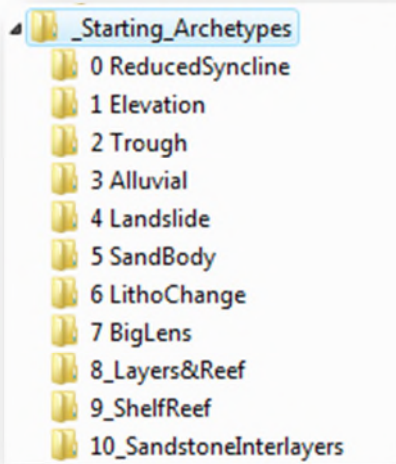 _Starting_Archetypes
0 ReducedSyncline
1 Elevation
2 Trough
3 Alluvial
4 Landslide
5 SandBody
6 LithoChange
7 BigLens
8_Layers&Reef
9_ShelfReef
10_SandstoneInterlayers